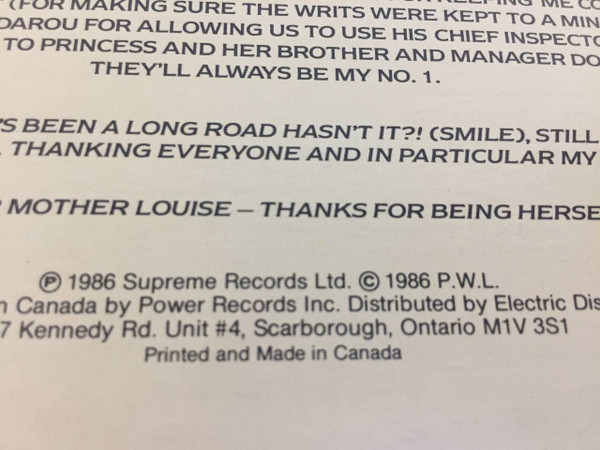 (FOR MAKING SURE THE WRITS WERE KEPT TO A MIN
DAROU FOR ALLOWING US TO USE HIS CHIEF INSPECTO
TO PRINCESS AND HER BROTHER AND MANAGER DO
THEY'LL ALWAYS BE MY NO. 1.
'S BEEN A LONG ROAD HASN'T IT?! (SMILE), STILL
THANKING EVERYONE AND IN PARTICULAR MY
MOTHER LOUISE – THANKS FOR BEING HERSE
℗ 1986 Supreme Records Ltd. © 1986 P.W.L.
n Canada by Power Records Inc. Distributed by Electric Dis
7 Kennedy Rd. Unit #4, Scarborough, Ontario M1V 3S1
Printed and Made in Canada